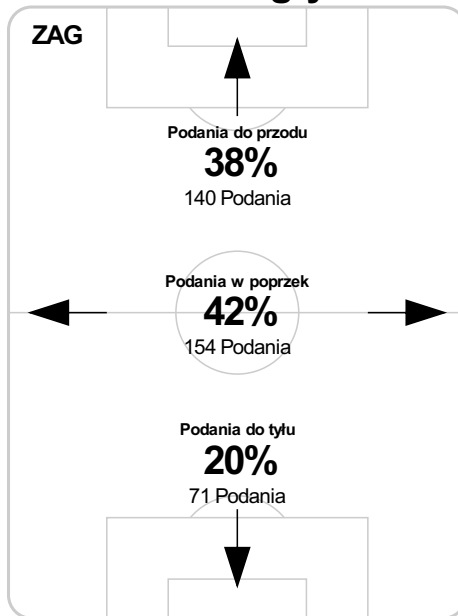 ZAG
Podania do przodu
38%
140 Podania
Podania w poprzek
42%
154 Podania
Podania do tyłu
20%
71 Podania